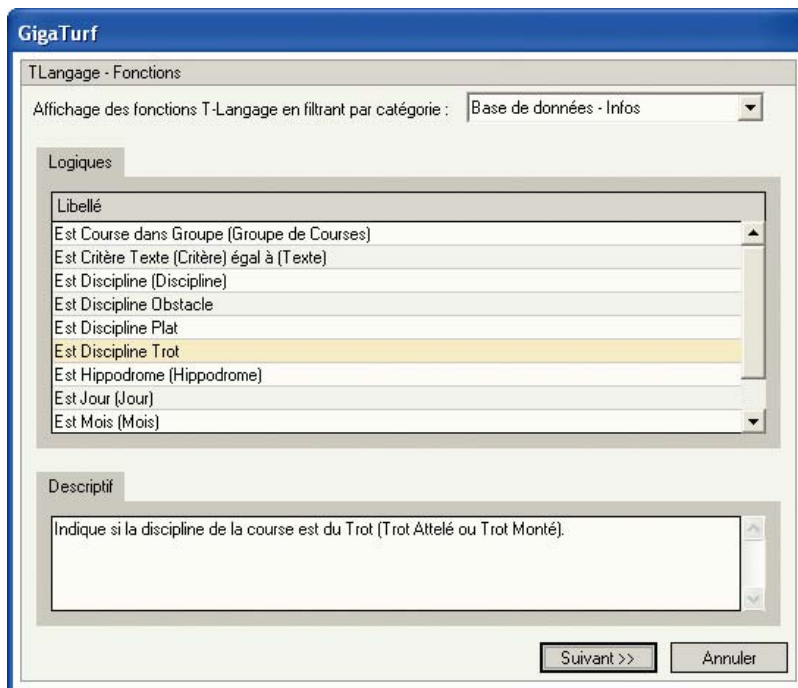 GigaTurf
TLangage - Fonctions
Affichage des fonctions T-Langage en filtrant par catégorie : Base de données - Infos
Logiques
Libellé
Est Course dans Groupe (Groupe de Courses)
Est Critère Texte (Critère) égal à (Texte)
Est Discipline (Discipline)
Est Discipline Obstacle
Est Discipline Plat
Est Discipline Trot
Est Hippodrome (Hippodrome)
Est Jour (Jour)
Est Mois (Mois)
Descriptif
Indique si la discipline de la course est du Trot (Trot Attelé ou Trot Monté).
Suivant >> Annuler